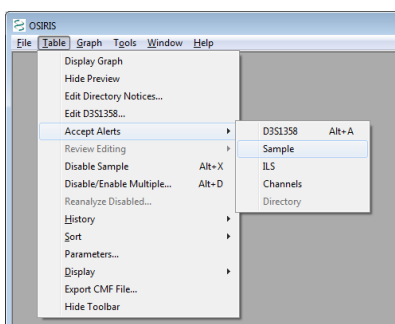 OSIRIS
File Table Graph Tools Window Help
Display Graph
Hide Preview
Edit Directory Notices...
Edit D3S1358...
Accept Alerts
D3S1358 Alt+A
Review Editing
Sample
Disable Sample Alt+X
ILS
Disable/Enable Multiple... Alt+D
Channels
Reanalyze Disabled...
Directory
History
Sort
Parameters...
Display
Export CMF File...
Hide Toolbar